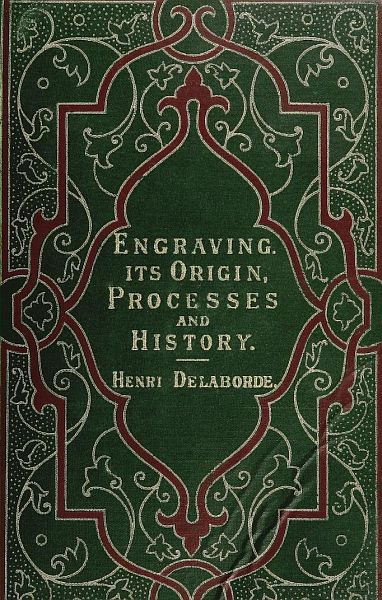 ENGRAVING.
ITS ORIGIN,
PROCESSES
AND
HISTORY.
HENRI DELABORDE.